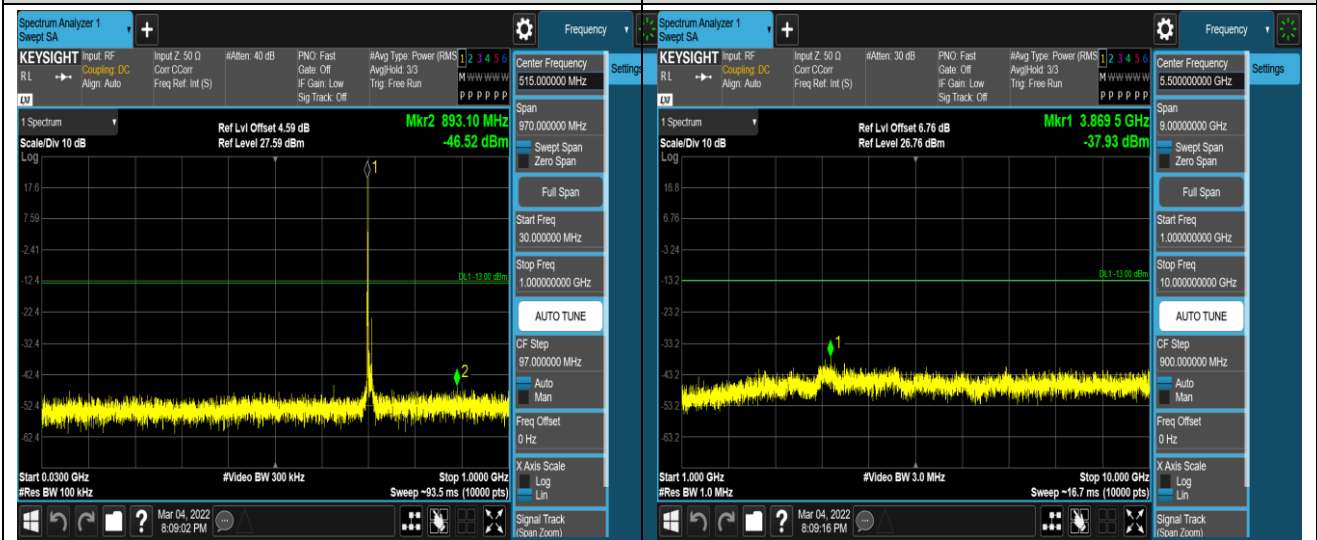 Spectrum Analyzer 1
Swept SA
+
Frequency
KEYSIGHT
RL
LXI
Input: RF
Coupling: DC
Align: Auto
Input Z: 50 Ω
Corr CCorr
Freq Ref: Int (S)
#Atten: 40 dB
PNO: Fast
Gate: Off
IF Gain: Low
Sig Track: Off
#Avg Type: Power (RMS
Avg|Hold: 3/3
Trig: Free Run
1 2 3 4 5 6
M W W W W W
P P P P P P
1 Spectrum
Scale/Div 10 dB
Log
Ref Lvl Offset 4.59 dB
Ref Level 27.59 dBm
Mkr2 893.10 MHz
-46.52 dBm
17.6
7.59
-2.41
-12.4
-22.4
-32.4
-42.4
-52.4
-62.4
1
DL1 -13.00 dBm
2
Start 0.0300 GHz
#Res BW 100 kHz
#Video BW 300 kHz
Stop 1.0000 GHz
Sweep ~93.5 ms (10000 pts)
Mar 04, 2022
8:09:02 PM
Center Frequency
515.000000 MHz
Span
970.000000 MHz
Swept Span
Zero Span
Full Span
Start Freq
30.000000 MHz
Stop Freq
1.000000000 GHz
AUTO TUNE
CF Step
97.000000 MHz
Auto
Man
Freq Offset
0 Hz
X Axis Scale
Log
Lin
Signal Track
(Span Zoom)
Settings
Spectrum Analyzer 1
Swept SA
+
Frequency
KEYSIGHT
RL
LXI
Input: RF
Coupling: DC
Align: Auto
Input Z: 50 Ω
Corr CCorr
Freq Ref: Int (S)
#Atten: 30 dB
PNO: Fast
Gate: Off
IF Gain: Low
Sig Track: Off
#Avg Type: Power (RMS
Avg|Hold: 3/3
Trig: Free Run
1 2 3 4 5 6
M W W W W W
P P P P P P
1 Spectrum
Scale/Div 10 dB
Log
Ref Lvl Offset 6.76 dB
Ref Level 26.76 dBm
Mkr1 3.869 5 GHz
-37.93 dBm
16.8
6.76
-3.24
-13.2
-23.2
-33.2
-43.2
-53.2
-63.2
DL1 -13.00 dBm
1
Start 1.000 GHz
#Res BW 1.0 MHz
#Video BW 3.0 MHz
Stop 10.000 GHz
Sweep ~16.7 ms (10000 pts)
Mar 04, 2022
8:09:16 PM
Center Frequency
5.500000000 GHz
Span
9.00000000 GHz
Swept Span
Zero Span
Full Span
Start Freq
1.000000000 GHz
Stop Freq
10.000000000 GHz
AUTO TUNE
CF Step
900.000000 MHz
Auto
Man
Freq Offset
0 Hz
X Axis Scale
Log
Lin
Signal Track
(Span Zoom)
Settings